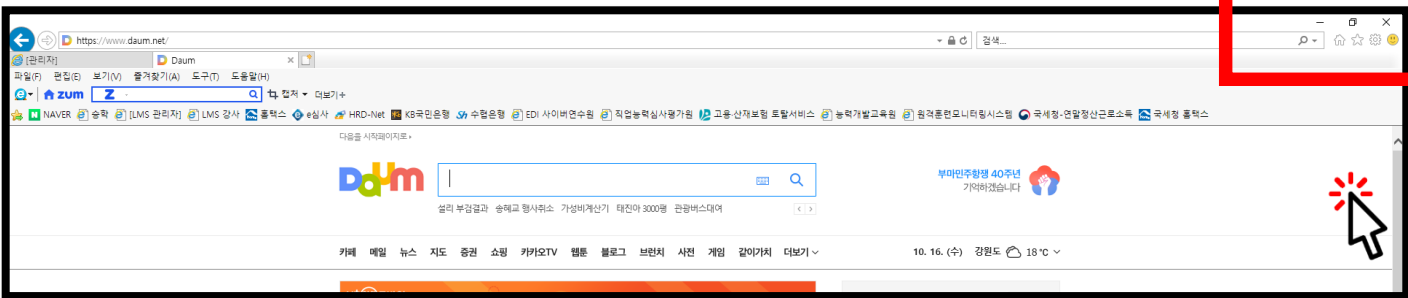 https://www.daum.net/
검색...
[관리자] Daum
파일(F) 편집(E) 보기(V) 즐겨찾기(A) 도구(T) 도움말(H)
zum Z 캡처 더보기+
NAVER 승학 [LMS 관리자] LMS 강사 홈택스 e심사 HRD-Net KB국민은행 Sh 수협은행 EDI 사이버연수원 직업능력심사평가원 고용·산재보험 토탈서비스 능력개발교육원 원격훈련모니터링시스템 국세청-연말정산근로소득 국세청 홈택스
다음을 시작페이지로
Daum
부마민주항쟁 40주년
기억하겠습니다
설리 부검결과 송혜교 행사취소 가성비계산기 태진아 3000평 관광버스대여
카페 메일 뉴스 지도 증권 쇼핑 카카오TV 웹툰 블로그 브런치 사전 게임 같이가치 더보기
10. 16. (수) 강원도 18℃